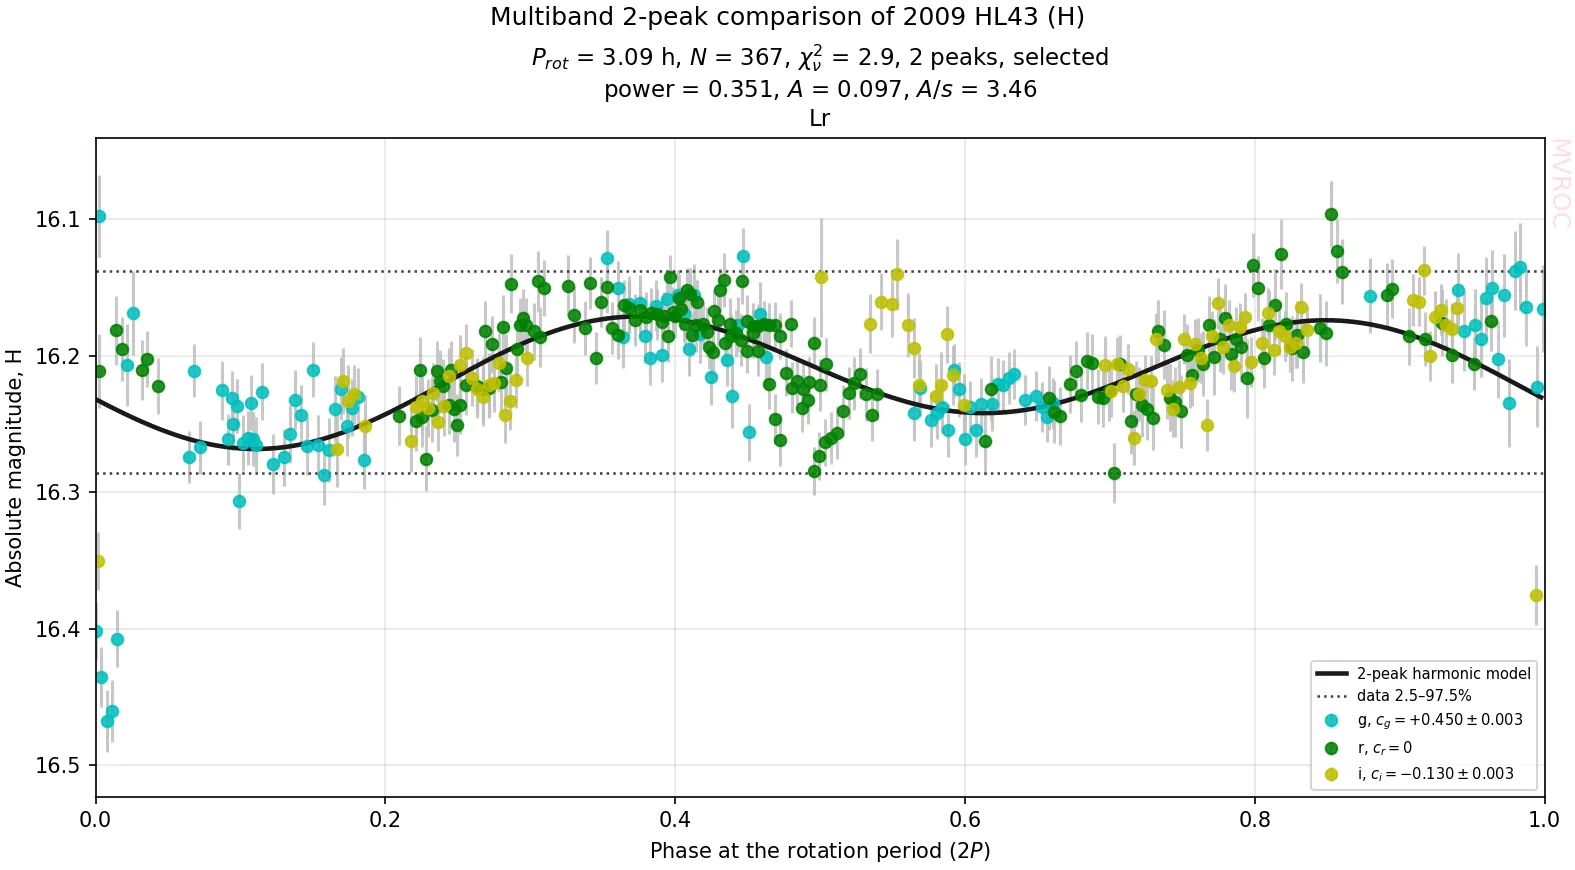 Multiband 2-peak comparison of 2009 HL43 (H)
P_rot = 3.09 h, N = 367, χ²_ν = 2.9, 2 peaks, selected
power = 0.351, A = 0.097, A/s = 3.46
Lr
MVROC
Absolute magnitude, H
16.1
16.2
16.3
16.4
16.5
2-peak harmonic model
data 2.5–97.5%
g, c_g = +0.450 ± 0.003
r, c_r = 0
i, c_i = −0.130 ± 0.003
0.0 0.2 0.4 0.6 0.8 1.0
Phase at the rotation period (2P)